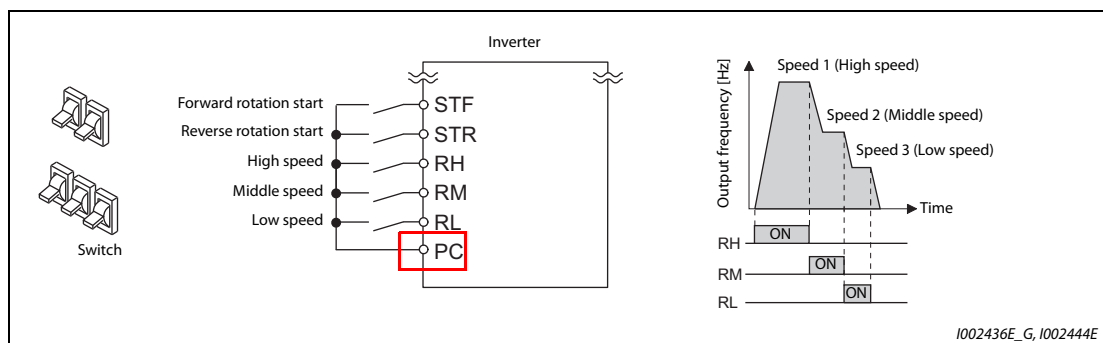 Switch
Inverter
Forward rotation start
Reverse rotation start
High speed
Middle speed
Low speed
STF
STR
RH
RM
RL
PC
Output frequency [Hz]
Speed 1 (High speed)
Speed 2 (Middle speed)
Speed 3 (Low speed)
Time
RH
ON
RM
ON
RL
ON
I002436E_G, I002444E